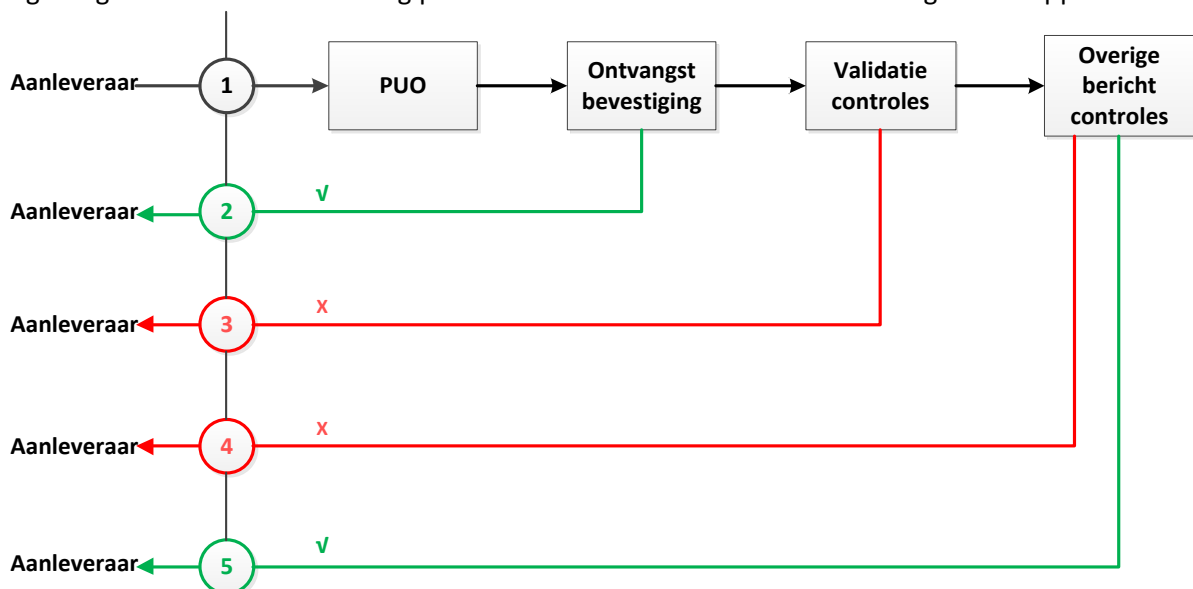 Aanleveraar
1
PUO
Ontvangst
bevestiging
Validatie
controles
Overige
bericht
controles
Aanleveraar
2
√
Aanleveraar
3
X
Aanleveraar
4
X
Aanleveraar
5
√